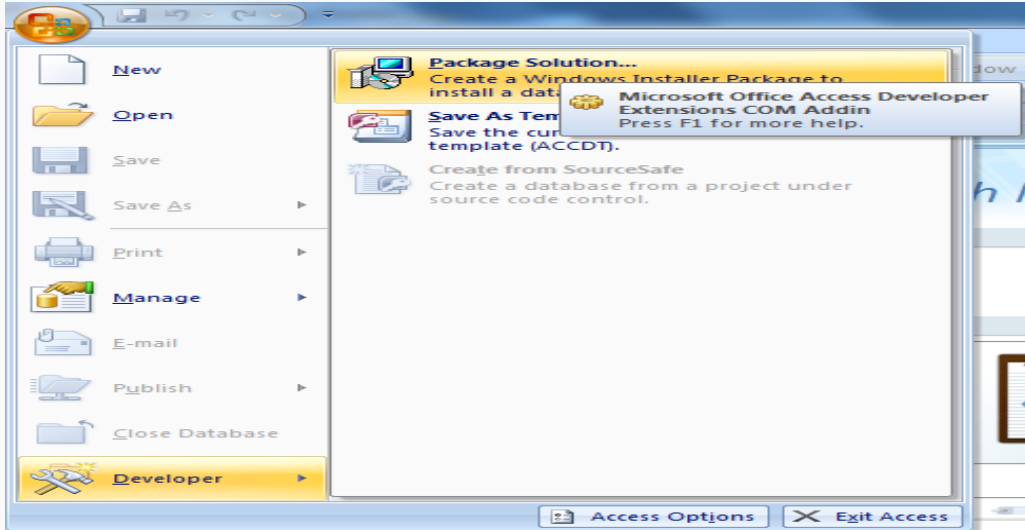 New
Open
Save
Save As
Print
Manage
E-mail
Publish
Close Database
Developer
Package Solution...
Create a Windows Installer Package to
install a dat
Microsoft Office Access Developer
Extensions COM Addin
Press F1 for more help.
Save As Tem
Save the cur
template (ACCDT).
Create from SourceSafe
Create a database from a project under
source code control.
Access Options
Exit Access
dow
h